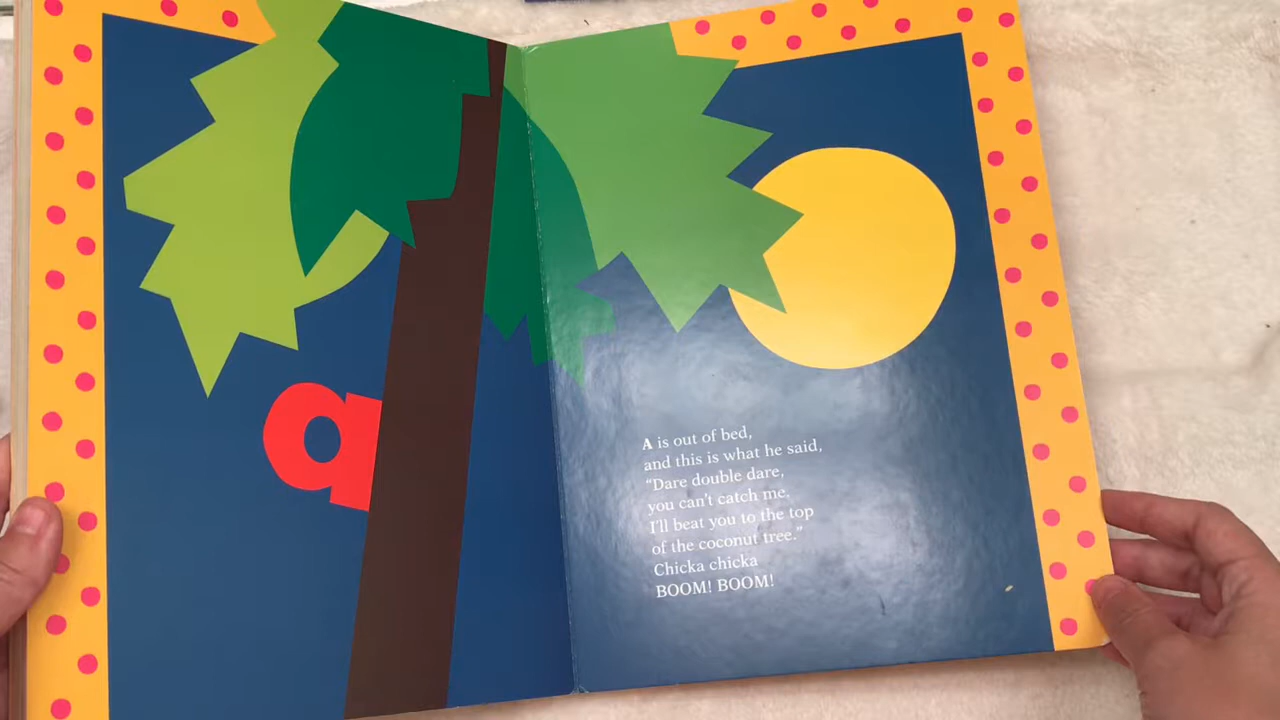 a
A is out of bed,
and this is what he said,
“Dare double dare,
you can't catch me.
I'll beat you to the top
of the coconut tree.”
Chicka chicka
BOOM! BOOM!